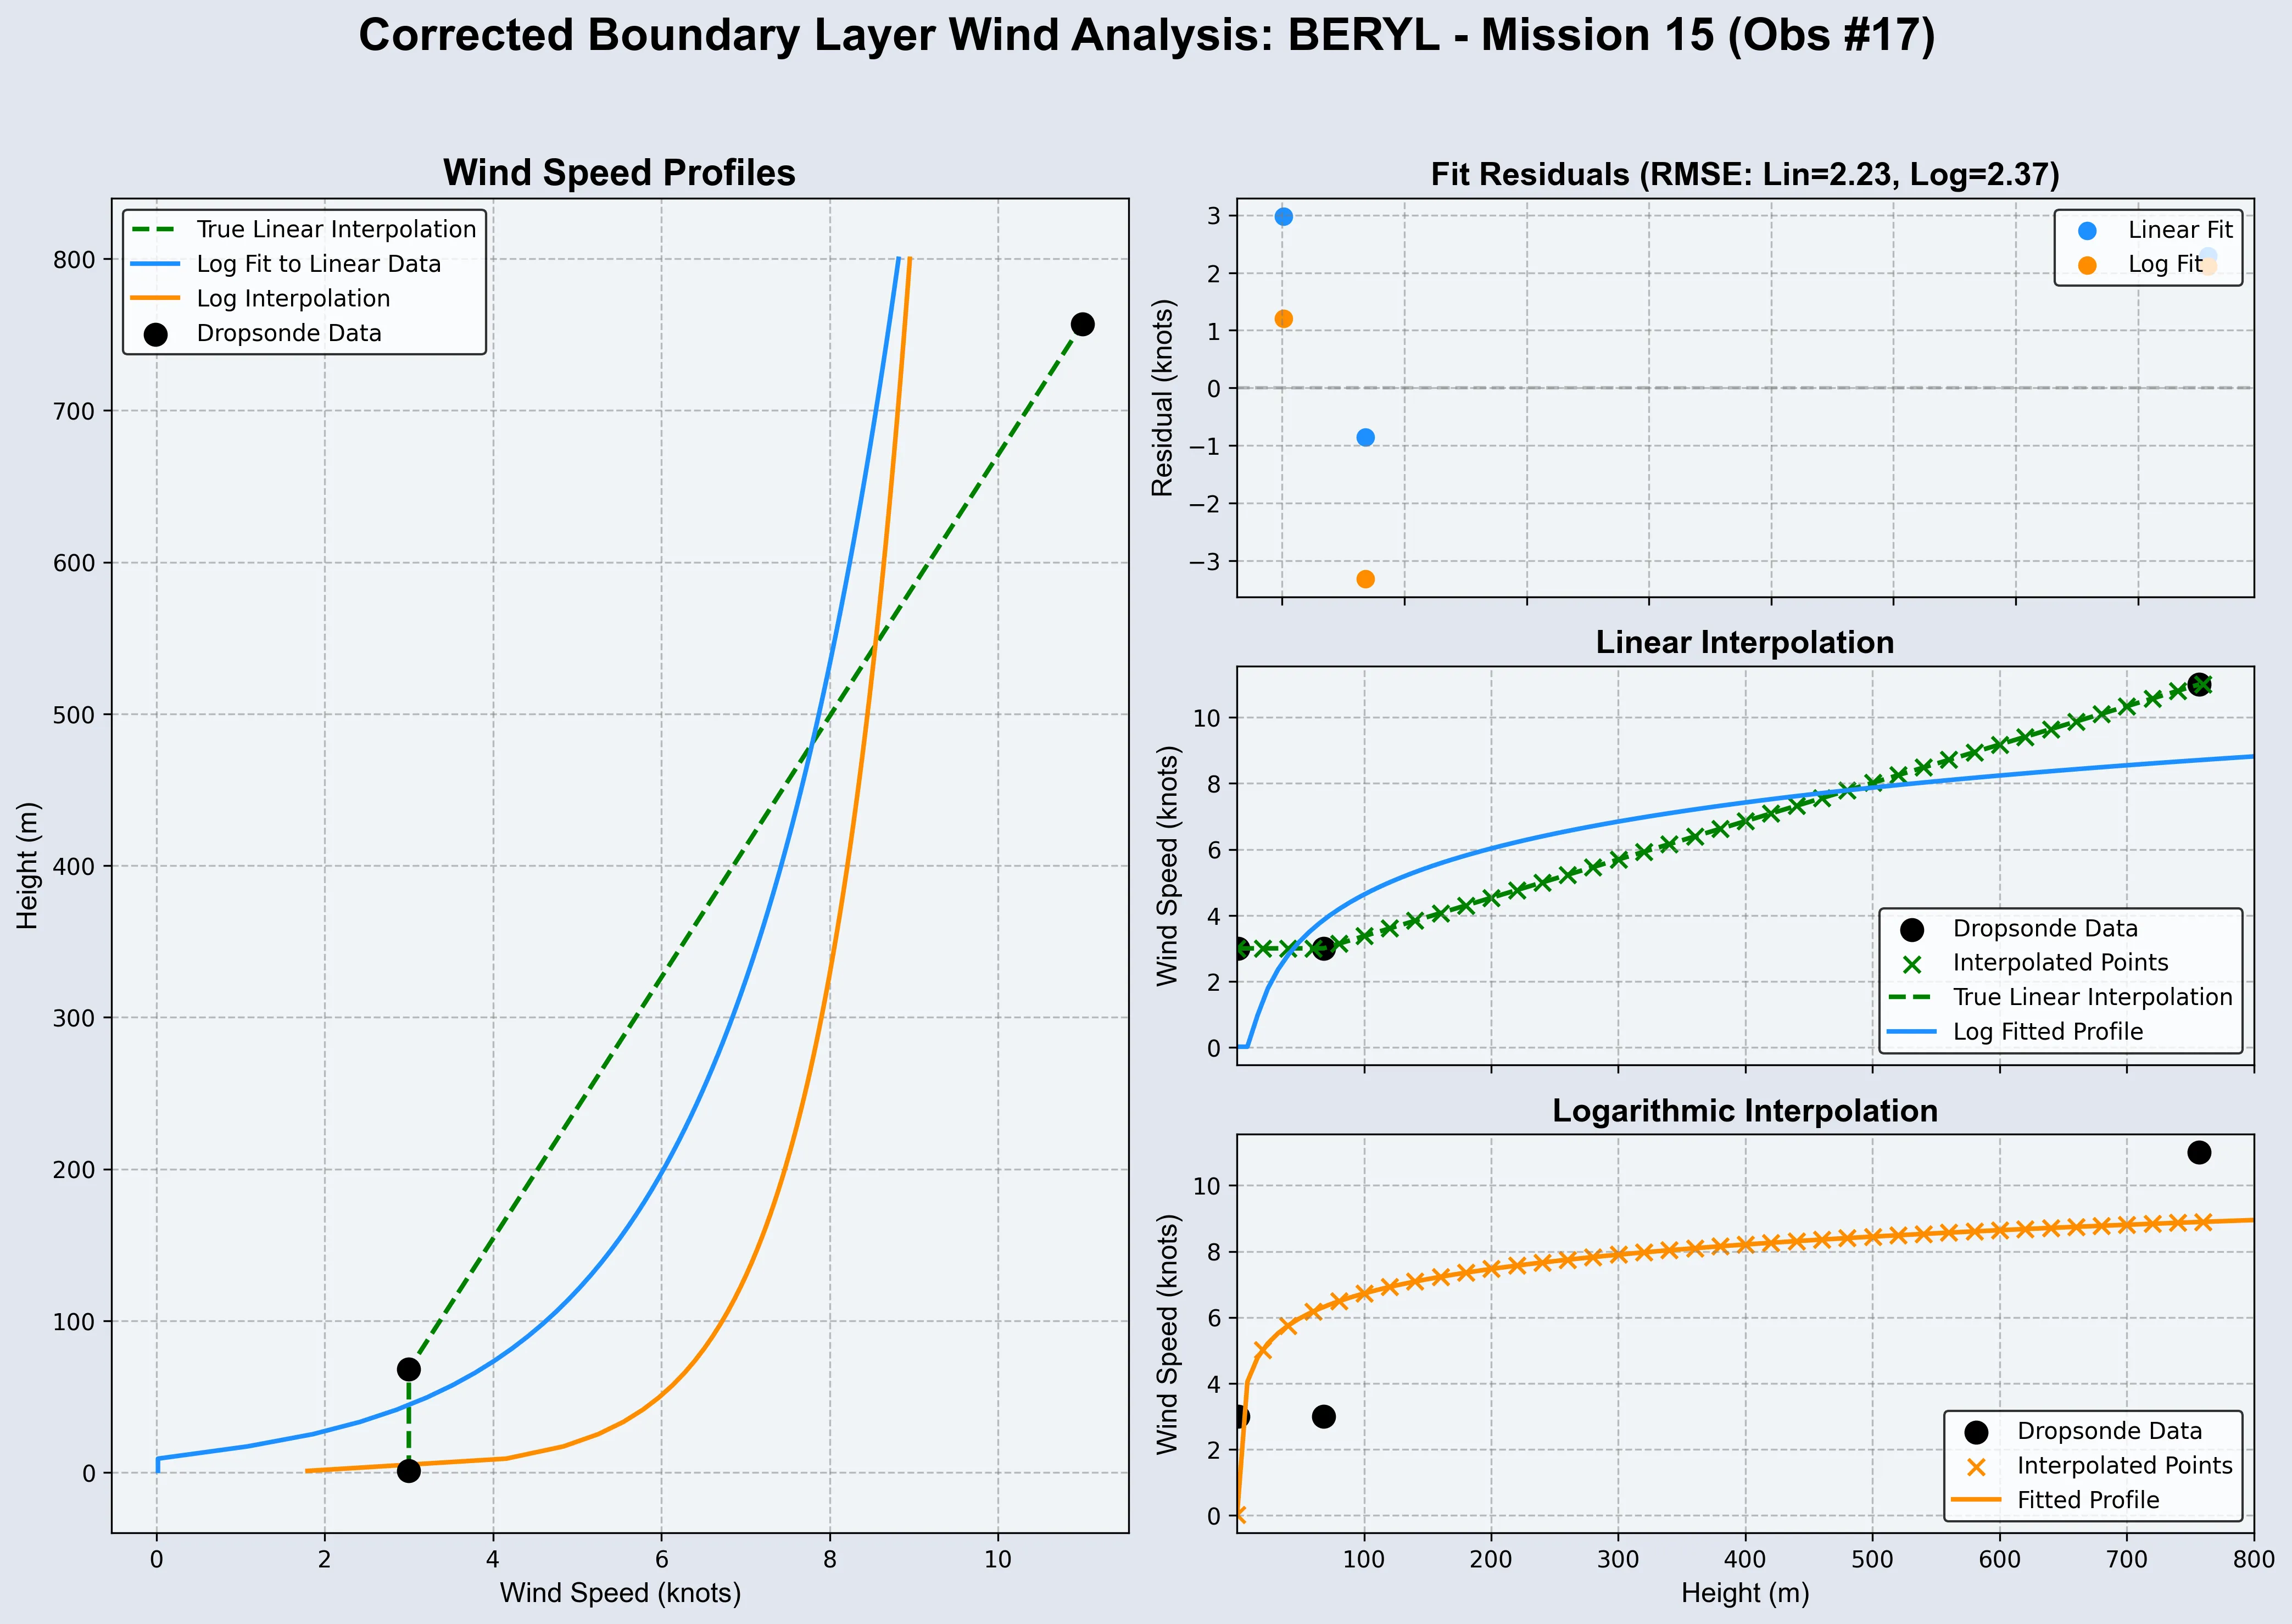 Corrected Boundary Layer Wind Analysis: BERYL - Mission 15 (Obs #17)
Wind Speed Profiles
True Linear Interpolation
Log Fit to Linear Data
Log Interpolation
Dropsonde Data
800
700
600
500
400
300
200
100
0
Height (m)
0 2 4 6 8 10
Wind Speed (knots)
Fit Residuals (RMSE: Lin=2.23, Log=2.37)
Linear Fit
Log Fit
3
2
1
0
−1
−2
−3
Residual (knots)
Linear Interpolation
10
8
6
4
2
0
Wind Speed (knots)
Dropsonde Data
Interpolated Points
True Linear Interpolation
Log Fitted Profile
Logarithmic Interpolation
10
8
6
4
2
0
Wind Speed (knots)
Dropsonde Data
Interpolated Points
Fitted Profile
100 200 300 400 500 600 700 800
Height (m)